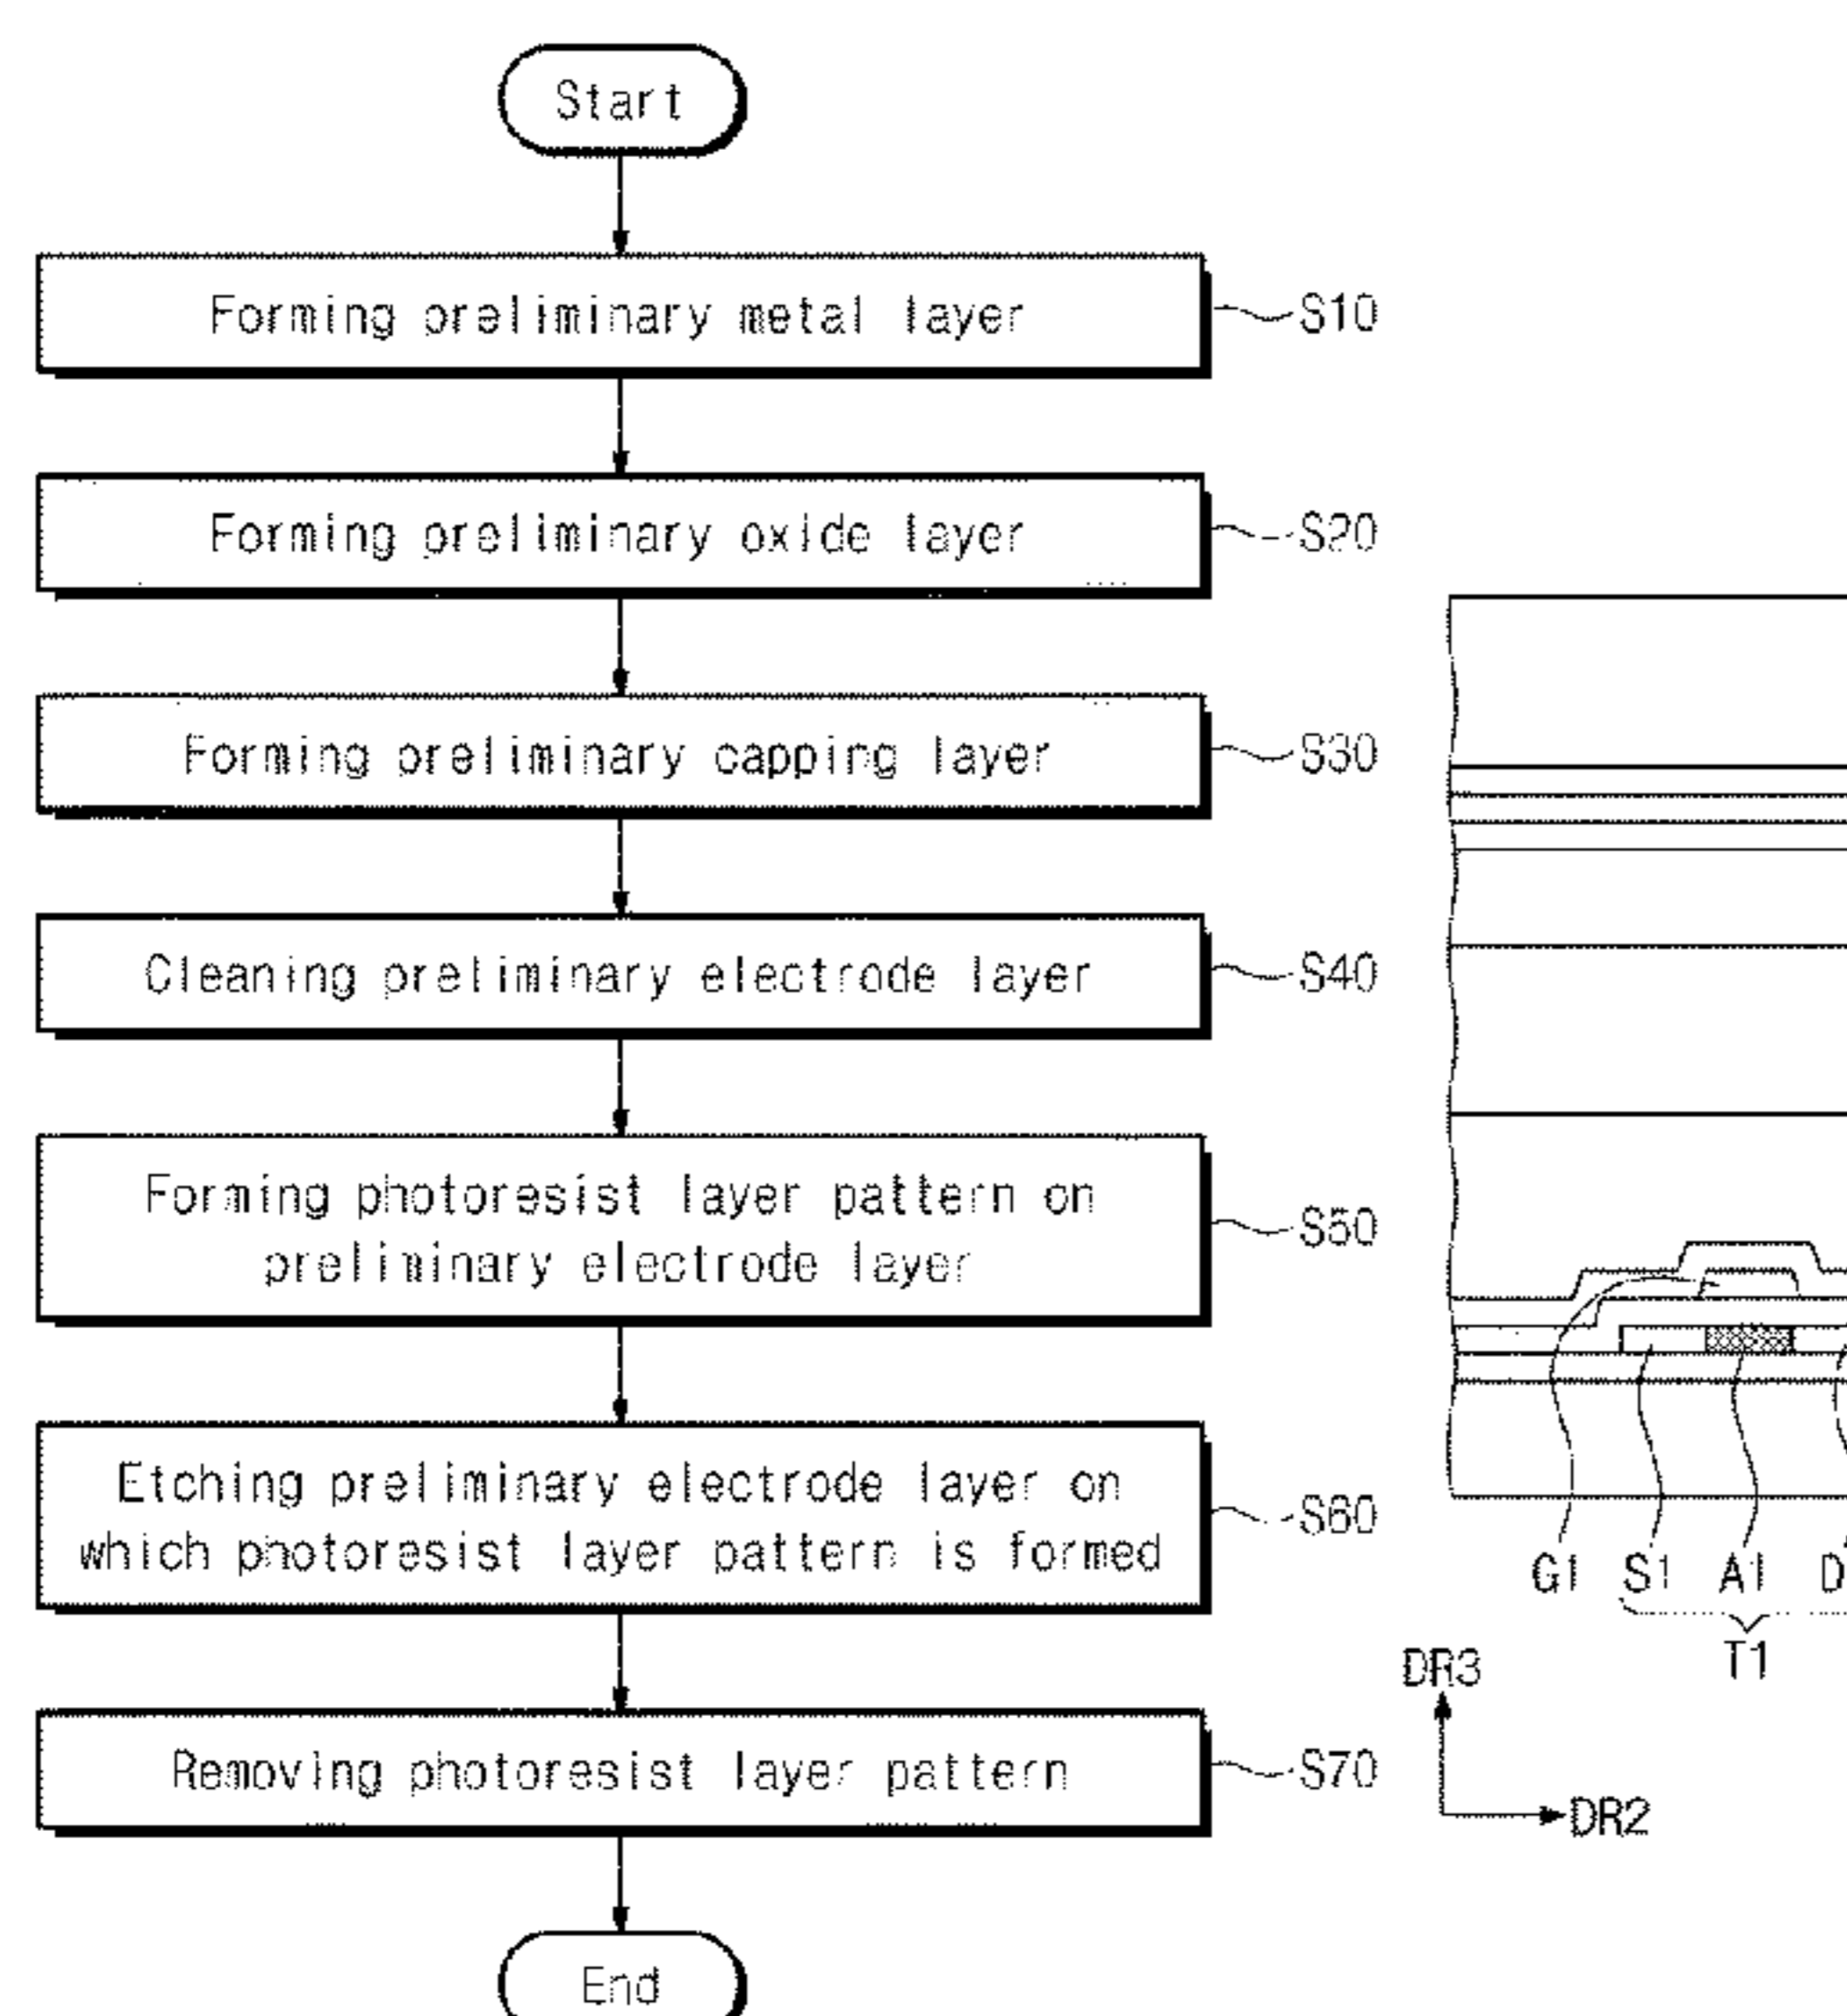 Start
Forming preliminary metal layer
S10
Forming preliminary oxide layer
S20
Forming preliminary capping layer
S30
Cleaning preliminary electrode layer
S40
Forming photoresist layer pattern on
preliminary electrode layer
S50
Etching preliminary electrode layer on
which photoresist layer pattern is formed
S60
Removing photoresist layer pattern
S70
End
G1 S1 A1
T1
DR3
DR2